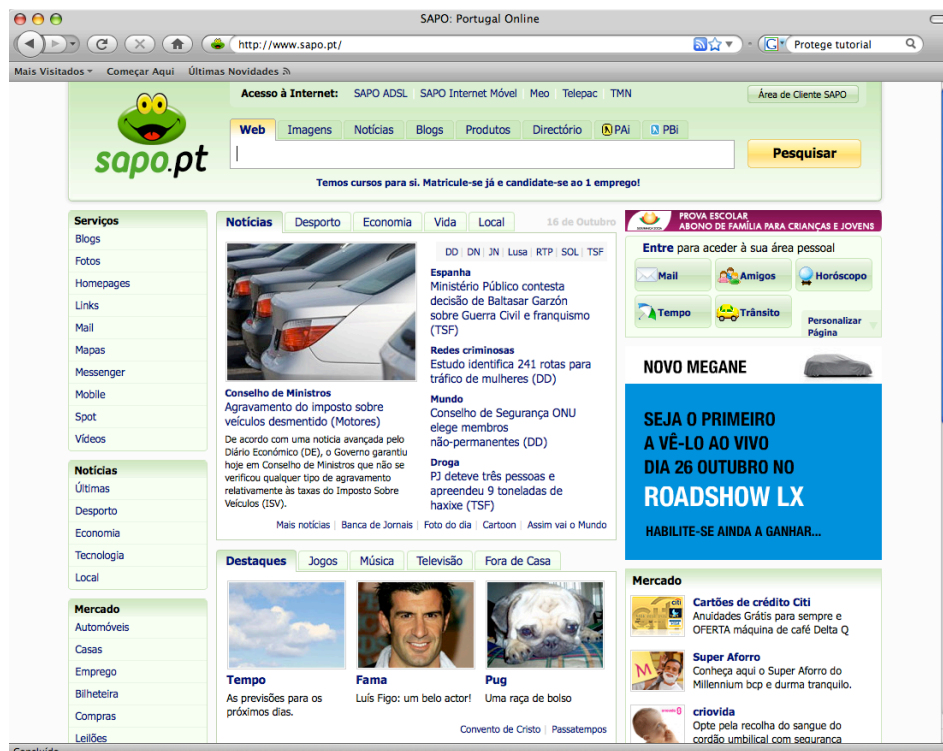 SAPO: Portugal Online
http://www.sapo.pt/
Protege tutorial
Mais Visitados
Começar Aqui
Últimas Novidades
sapo.pt
Acesso à Internet: SAPO ADSL | SAPO Internet Móvel | Meo | Telepac | TMN
Área de Cliente SAPO
Web Imagens Notícias Blogs Produtos Directório PAi PBi
Pesquisar
Temos cursos para si. Matricule-se já e candidate-se ao 1 emprego!
Serviços
Blogs
Fotos
Homepages
Links
Mail
Mapas
Messenger
Mobile
Spot
Vídeos
Notícias
Últimas
Desporto
Economia
Tecnologia
Local
Mercado
Automóveis
Casas
Emprego
Bilheteira
Compras
Leilões
Notícias Desporto Economia Vida Local 16 de Outubro
DD | DN | JN | Lusa | RTP | SOL | TSF
Conselho de Ministros
Agravamento do imposto sobre
veículos desmentido (Motores)
De acordo com uma noticia avançada pelo
Diário Económico (DE), o Governo garantiu
hoje em Conselho de Ministros que não se
verificou qualquer tipo de agravamento
relativamente às taxas do Imposto Sobre
Veículos (ISV).
Espanha
Ministério Público contesta
decisão de Baltasar Garzón
sobre Guerra Civil e franquismo
(TSF)
Redes criminosas
Estudo identifica 241 rotas para
tráfico de mulheres (DD)
Mundo
Conselho de Segurança ONU
elege membros
não-permanentes (DD)
Droga
PJ deteve três pessoas e
apreendeu 9 toneladas de
haxixe (TSF)
Mais notícias | Banca de Jornais | Foto do dia | Cartoon | Assim vai o Mundo
Destaques Jogos Música Televisão Fora de Casa
Tempo
As previsões para os
próximos dias.
Fama
Luís Figo: um belo actor!
Pug
Uma raça de bolso
Convento de Cristo | Passatempos
PROVA ESCOLAR
ABONO DE FAMÍLIA PARA CRIANÇAS E JOVENS
Entre para aceder à sua área pessoal
Mail
Amigos
Horóscopo
Tempo
Trânsito
Personalizar
Página
NOVO MEGANE
SEJA O PRIMEIRO
A VÊ-LO AO VIVO
DIA 26 OUTUBRO NO
ROADSHOW LX
HABILITE-SE AINDA A GANHAR...
Mercado
Cartões de crédito Citi
Anuidades Grátis para sempre e
OFERTA máquina de café Delta Q
Super Aforro
Conheça aqui o Super Aforro do
Millennium bcp e durma tranquilo.
criovida
Opte pela recolha do sangue do
cordão umbilical com segurança